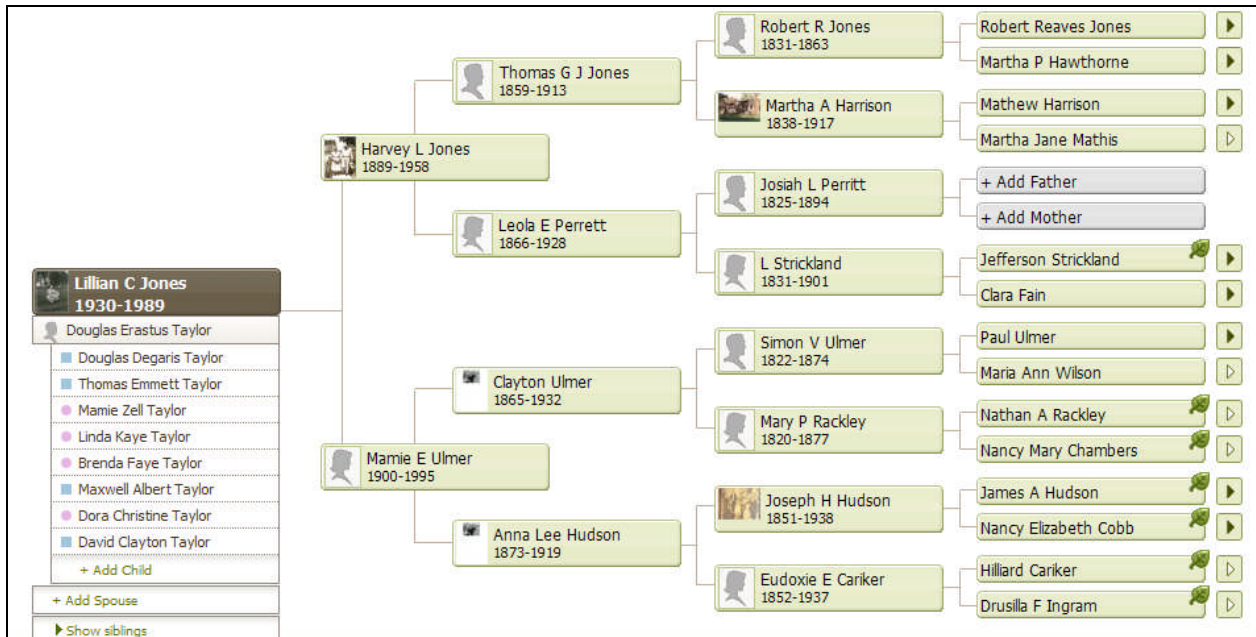 Lillian C Jones
1930-1989
Douglas Erastus Taylor
Douglas Degaris Taylor
Thomas Emmett Taylor
Mamie Zell Taylor
Linda Kaye Taylor
Brenda Faye Taylor
Maxwell Albert Taylor
Dora Christine Taylor
David Clayton Taylor
+ Add Child
+ Add Spouse
Show siblings
Harvey L Jones
1889-1958
Mamie E Ulmer
1900-1995
Thomas G J Jones
1859-1913
Leola E Perrett
1866-1928
Clayton Ulmer
1865-1932
Anna Lee Hudson
1873-1919
Robert R Jones
1831-1863
Martha A Harrison
1838-1917
Josiah L Perritt
1825-1894
L Strickland
1831-1901
Simon V Ulmer
1822-1874
Mary P Rackley
1820-1877
Joseph H Hudson
1851-1938
Eudoxie E Cariker
1852-1937
Robert Reaves Jones
Martha P Hawthorne
Mathew Harrison
Martha Jane Mathis
+ Add Father
+ Add Mother
Jefferson Strickland
Clara Fain
Paul Ulmer
Maria Ann Wilson
Nathan A Rackley
Nancy Mary Chambers
James A Hudson
Nancy Elizabeth Cobb
Hilliard Cariker
Drusilla F Ingram